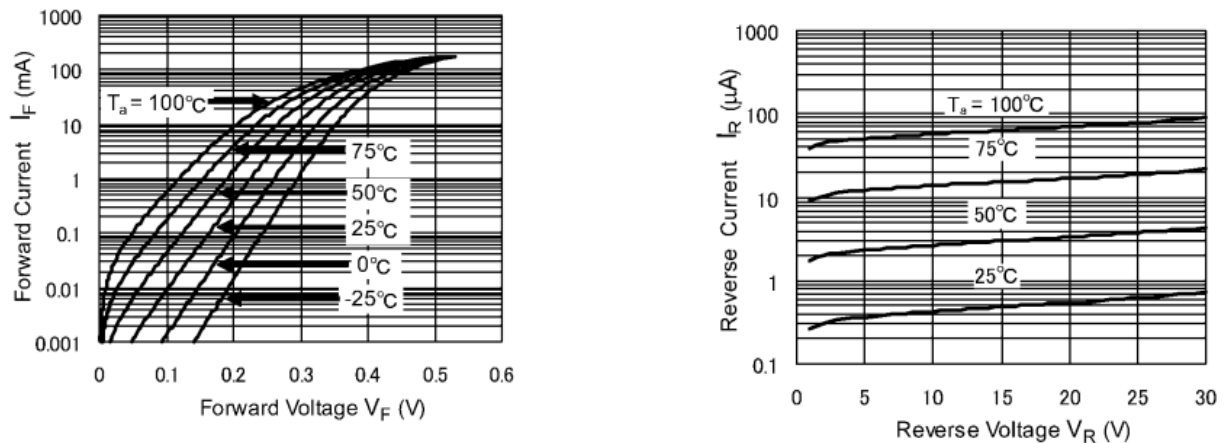 1000
100
10
1
0.1
0.01
0.001
Forward Current I_F (mA)
T_a = 100℃
75℃
50℃
25℃
0℃
-25℃
0 0.1 0.2 0.3 0.4 0.5 0.6
Forward Voltage V_F (V)
1000
100
10
1
0.1
Reverse Current I_R (μA)
T_a = 100℃
75℃
50℃
25℃
0 5 10 15 20 25 30
Reverse Voltage V_R (V)